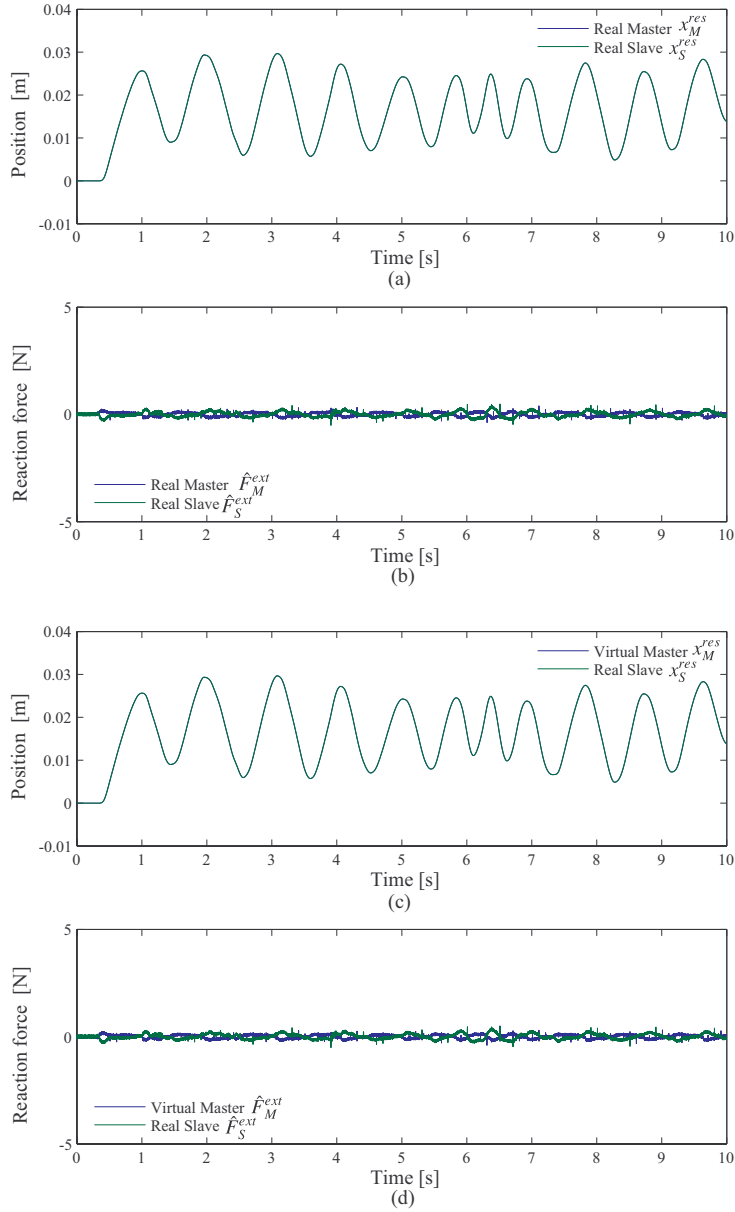 0.04
0.03
0.02
0.01
0
-0.01
Position [m]
Real Master x_M^res
Real Slave x_S^res
0 1 2 3 4 5 6 7 8 9 10
Time [s]
(a)
5
0
-5
Reaction force [N]
Real Master F̂_M^ext
Real Slave F̂_S^ext
0 1 2 3 4 5 6 7 8 9 10
Time [s]
(b)
0.04
0.03
0.02
0.01
0
-0.01
Position [m]
Virtual Master x_M^res
Real Slave x_S^res
0 1 2 3 4 5 6 7 8 9 10
Time [s]
(c)
5
0
-5
Reaction force [N]
Virtual Master F̂_M^ext
Real Slave F̂_S^ext
0 1 2 3 4 5 6 7 8 9 10
Time [s]
(d)